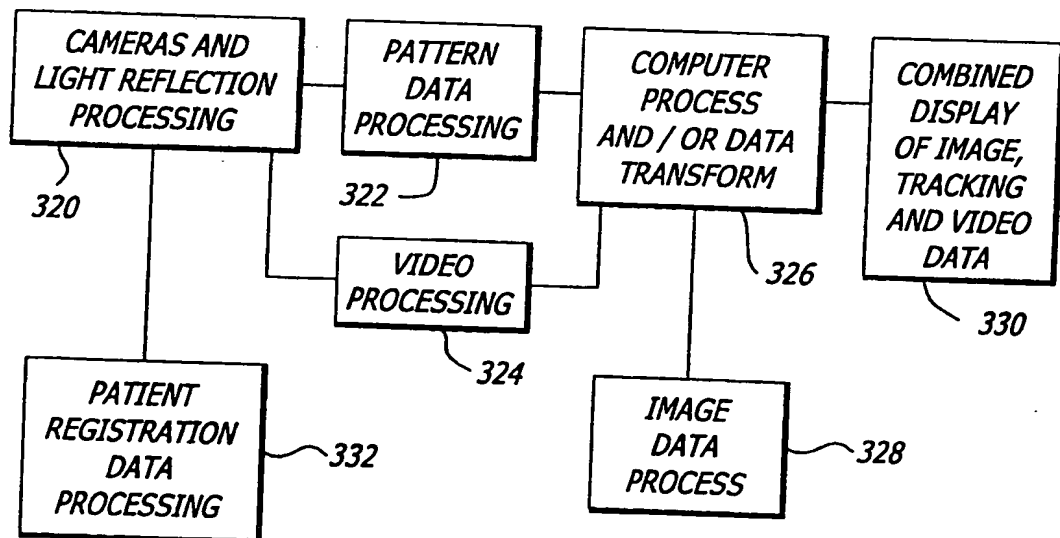 CAMERAS AND
LIGHT REFLECTION
PROCESSING
320
PATTERN
DATA
PROCESSING
322
COMPUTER
PROCESS
AND / OR DATA
TRANSFORM
326
COMBINED
DISPLAY
OF IMAGE,
TRACKING
AND VIDEO
DATA
330
VIDEO
PROCESSING
324
PATIENT
REGISTRATION
DATA
PROCESSING
332
IMAGE
DATA
PROCESS
328